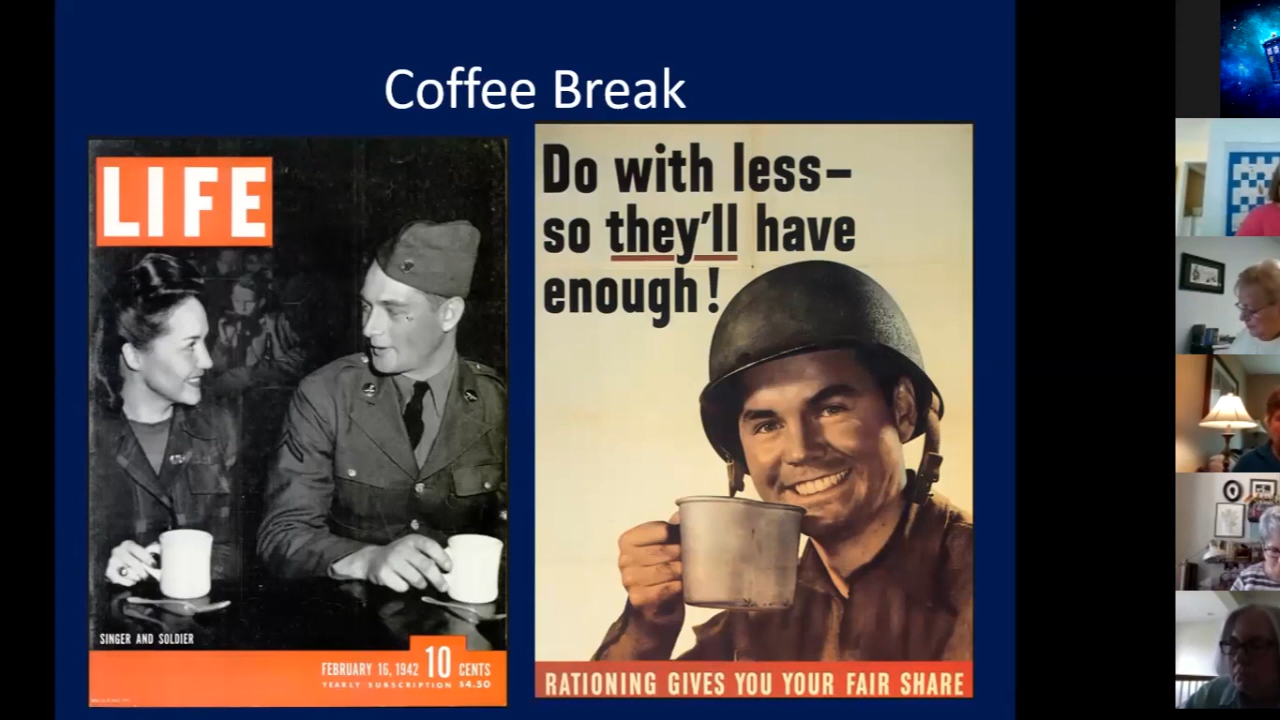 Coffee Break
LIFE
SINGER AND SOLDIER
FEBRUARY 16, 1942 10 CENTS
YEARLY SUBSCRIPTION $4.50
Do with less–
so they'll have
enough!
RATIONING GIVES YOU YOUR FAIR SHARE